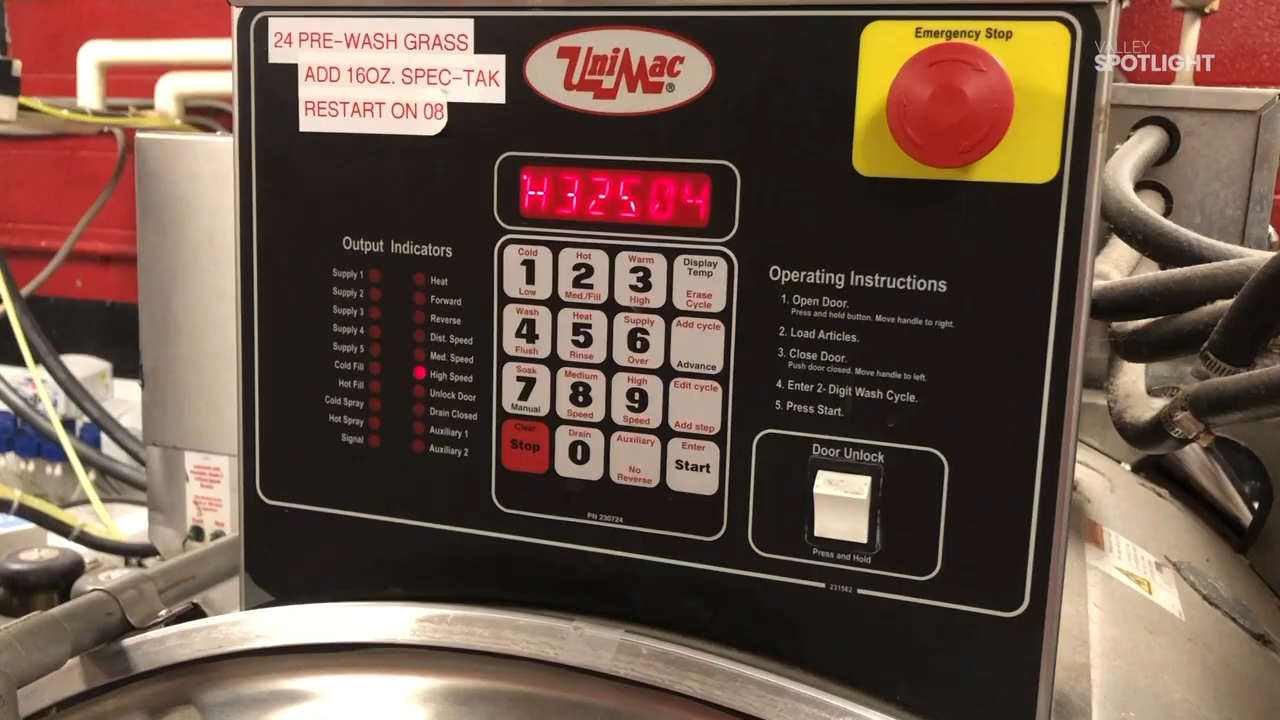 24 PRE-WASH GRASS
ADD 16OZ. SPEC-TAK
RESTART ON 08
UniMac®
Emergency Stop
VALLEY
SPOTLIGHT
H32504
Output Indicators
Supply 1
Supply 2
Supply 3
Supply 4
Supply 5
Cold Fill
Hot Fill
Cold Spray
Hot Spray
Signal
Heat
Forward
Reverse
Dist. Speed
Med. Speed
High Speed
Unlock Door
Drain Closed
Auxiliary 1
Auxiliary 2
Cold
1
Low
Hot
2
Med./Fill
Warm
3
High
Display
Temp
Erase
Cycle
Wash
4
Flush
Heat
5
Rinse
Supply
6
Over
Add cycle
Advance
Soak
7
Manual
Medium
8
Speed
High
9
Speed
Edit cycle
Add step
Clear
Stop
Drain
0
Auxiliary
No
Reverse
Enter
Start
PN 230724
Operating Instructions
1. Open Door.
Press and hold button. Move handle to right.
2. Load Articles.
3. Close Door.
Push door closed. Move handle to left.
4. Enter 2- Digit Wash Cycle.
5. Press Start.
Door Unlock
Press and Hold
231562